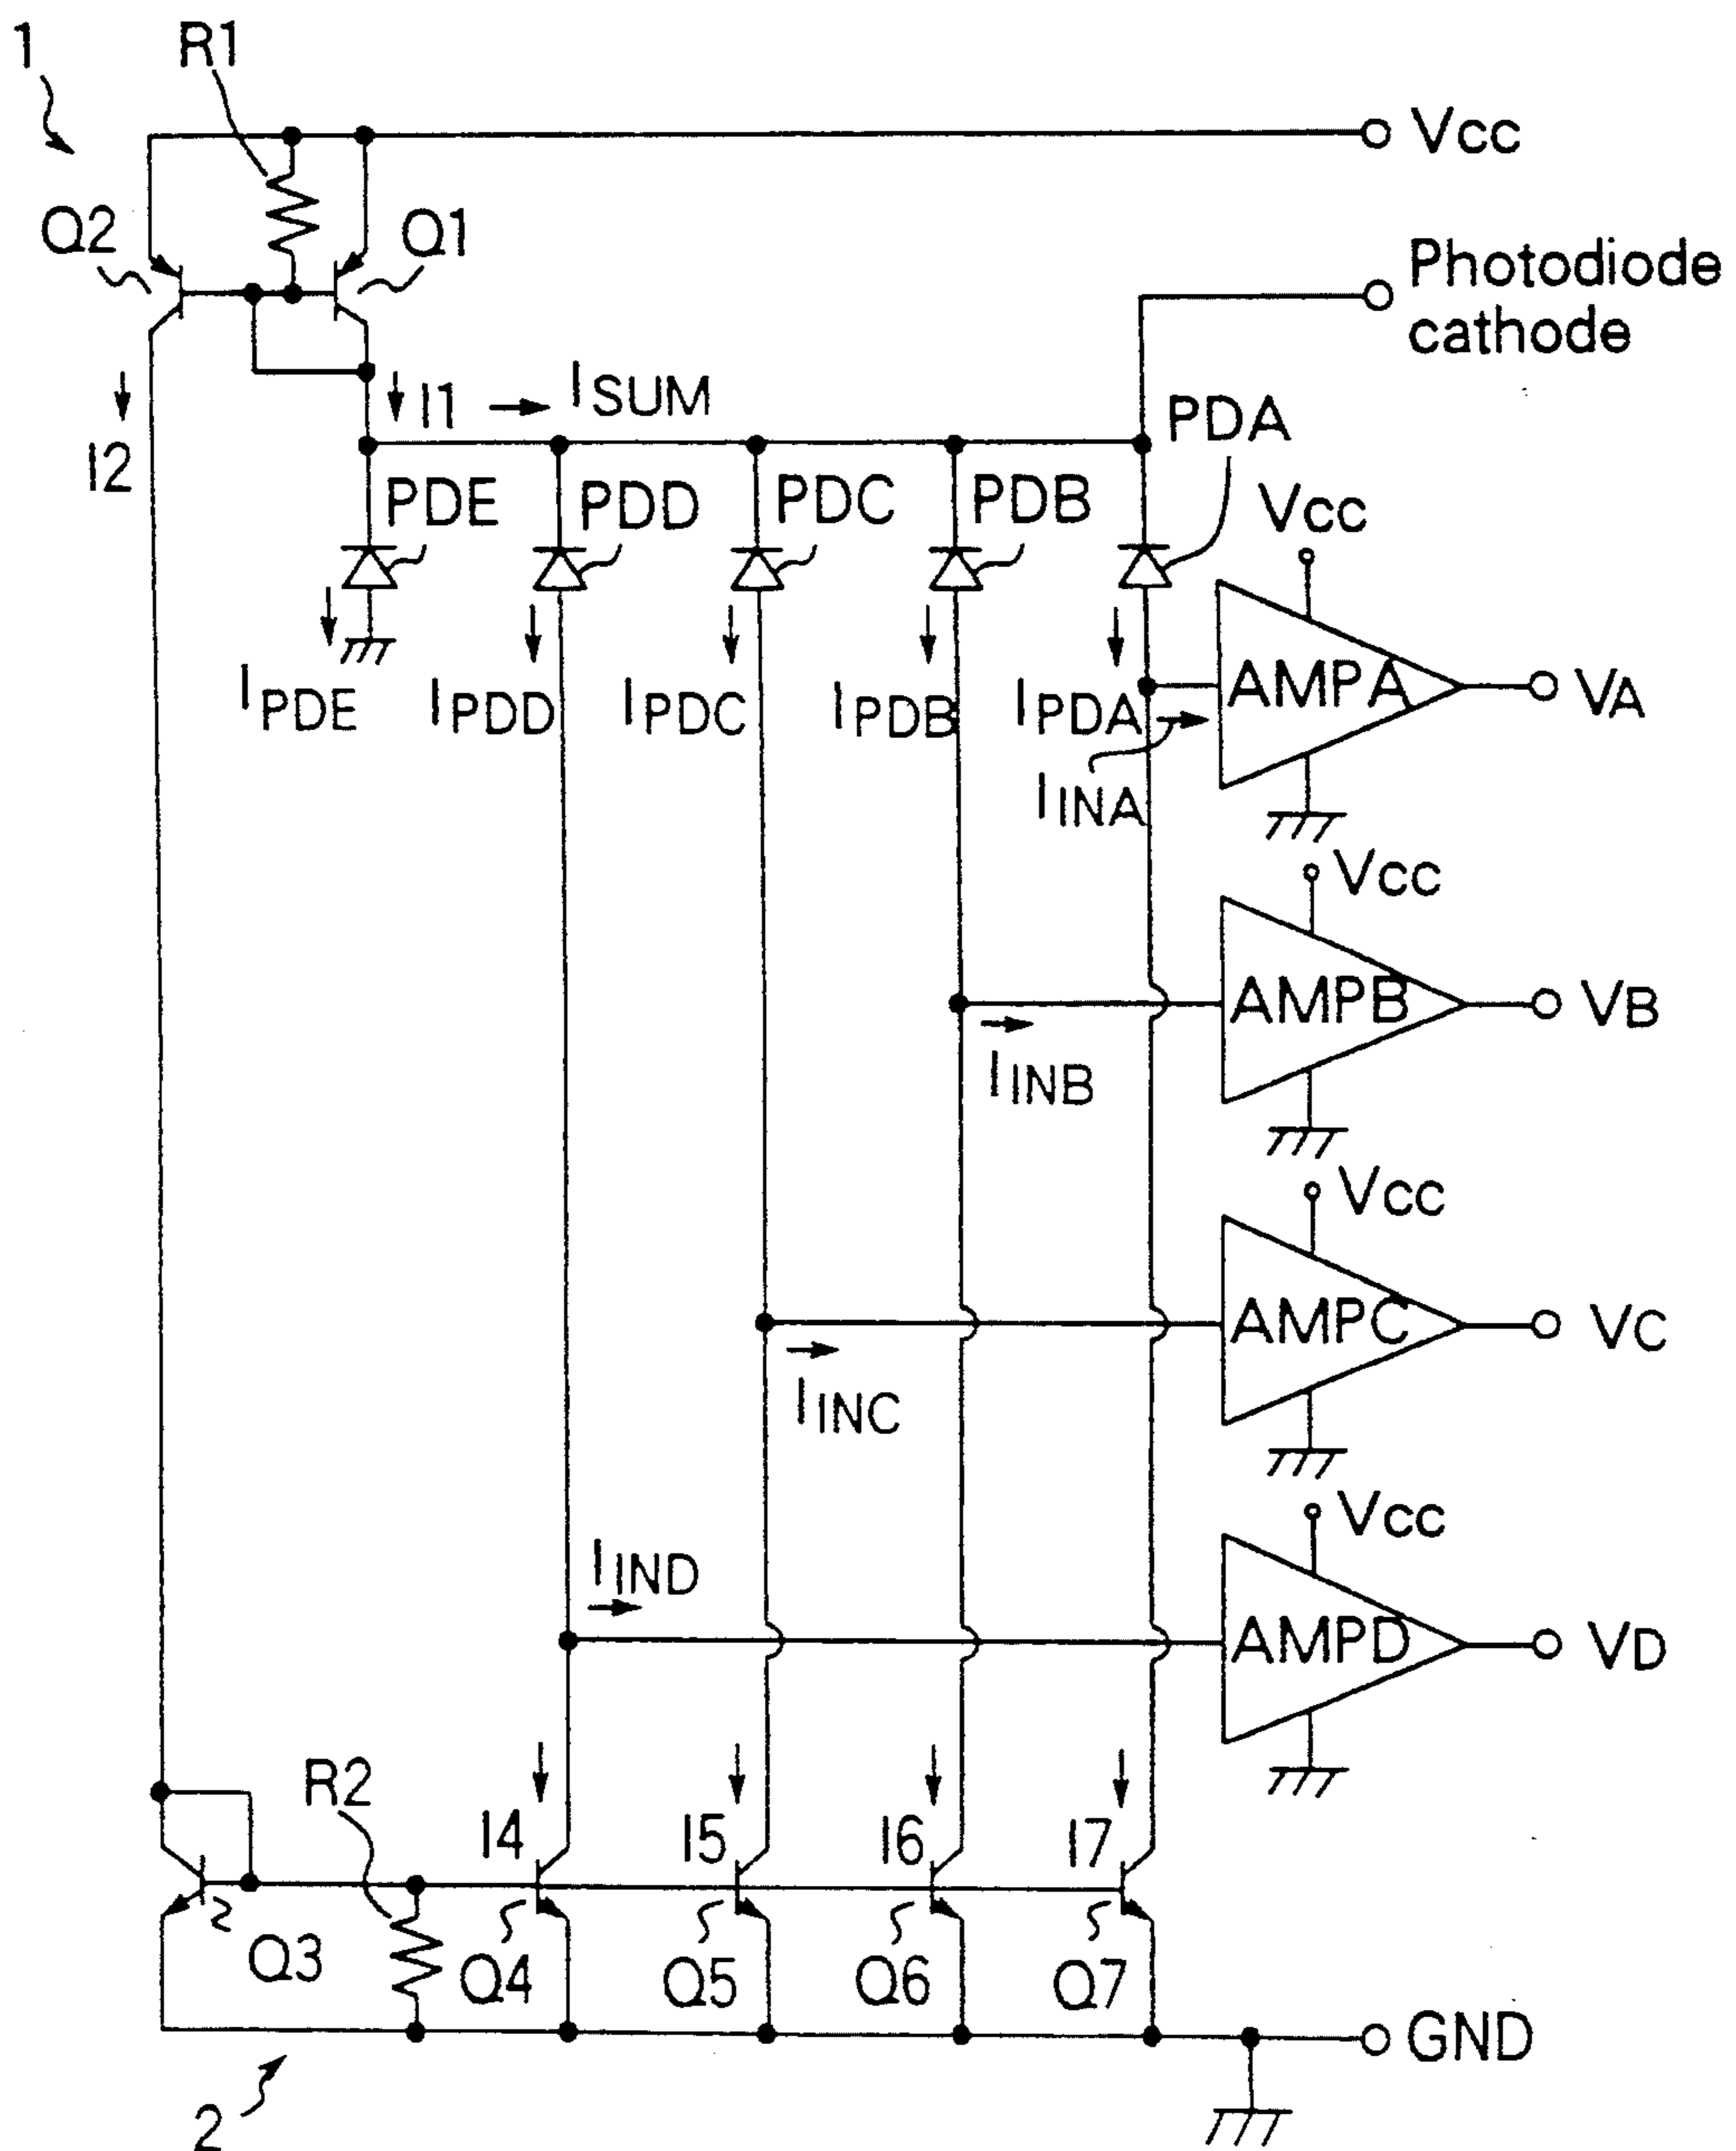 1
R1
Vcc
Q2
Q1
Photodiode
cathode
I1
ISUM
PDA
I2
PDE
PDD
PDC
PDB
Vcc
IPDE
IPDD
IPDC
IPDB
IPDA
AMPA
VA
IINA
Vcc
AMPB
VB
IINB
Vcc
AMPC
VC
IINC
Vcc
IIND
AMPD
VD
R2
I4
I5
I6
I7
Q3
Q4
Q5
Q6
Q7
GND
2